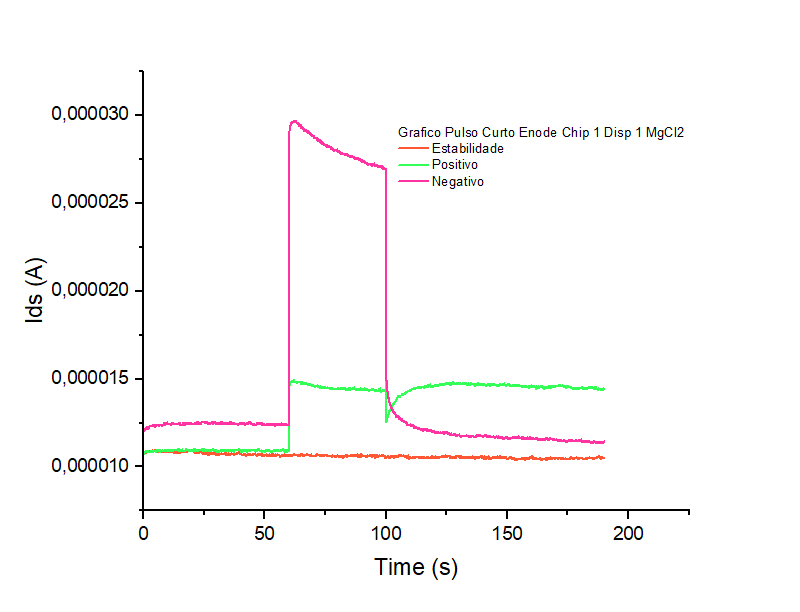 0,000030
0,000025
0,000020
0,000015
0,000010
Ids (A)
Grafico Pulso Curto Enode Chip 1 Disp 1 MgCl2
Estabilidade
Positivo
Negativo
0 50 100 150 200
Time (s)